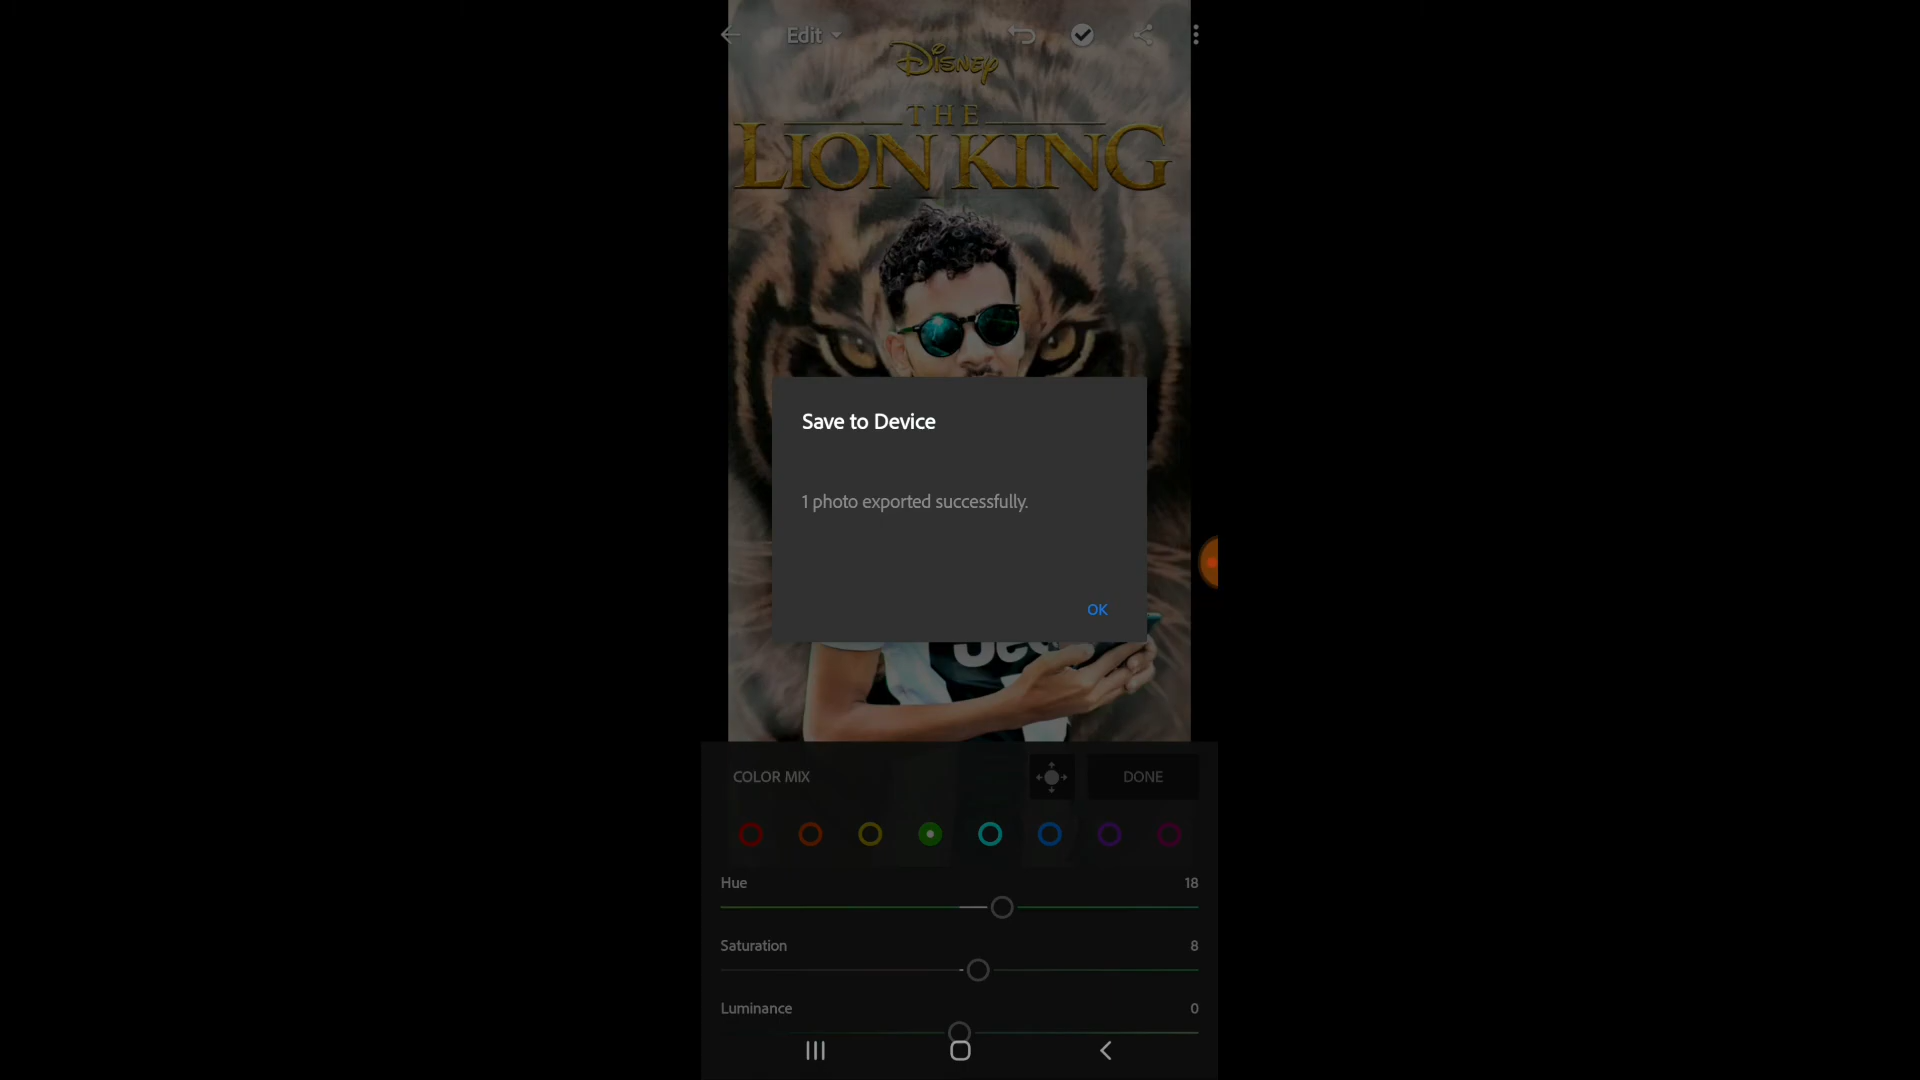 Edit
Disney
THE
LION KING
Save to Device
1 photo exported successfully.
OK
COLOR MIX
DONE
Hue 18
Saturation 8
Luminance 0